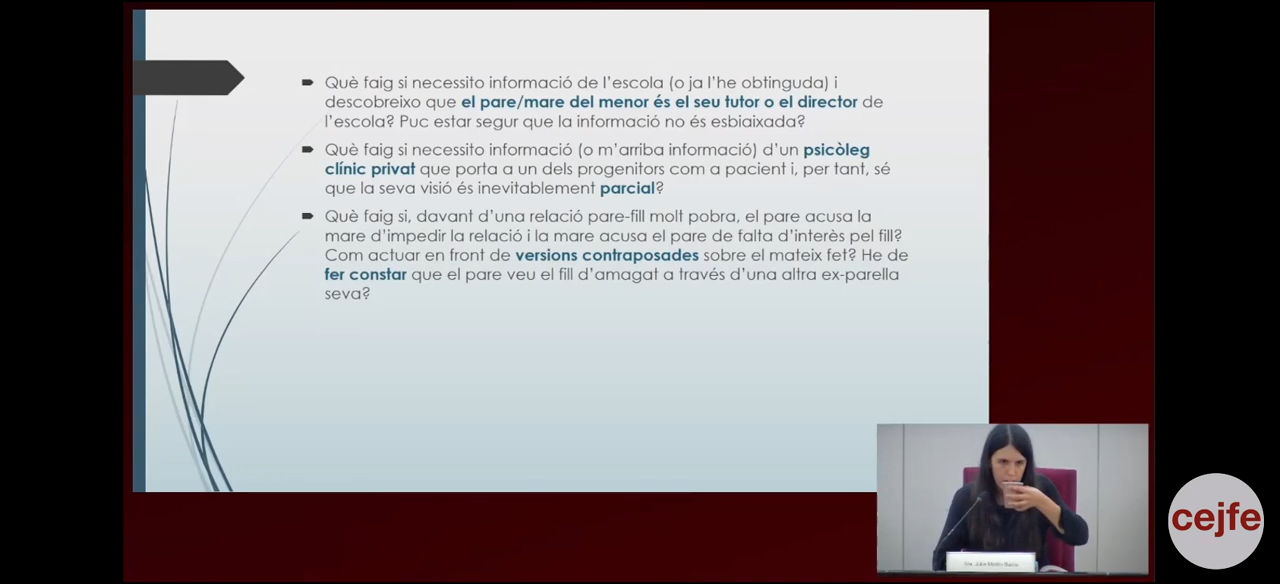 Què faig si necessito informació de l'escola (o ja l'he obtinguda) i
descobreixo que el pare/mare del menor és el seu tutor o el director de
l'escola? Puc estar segur que la informació no és esbiaixada?
Què faig si necessito informació (o m'arriba informació) d'un psicòleg
clínic privat que porta a un dels progenitors com a pacient i, per tant, sé
que la seva visió és inevitablement parcial?
Què faig si, davant d'una relació pare-fill molt pobra, el pare acusa la
mare d'impedir la relació i la mare acusa el pare de falta d'interès pel fill?
Com actuar en front de versions contraposades sobre el mateix fet? He de
fer constar que el pare veu el fill d'amagat a través d'una altra ex-parella
seva?
cejfe